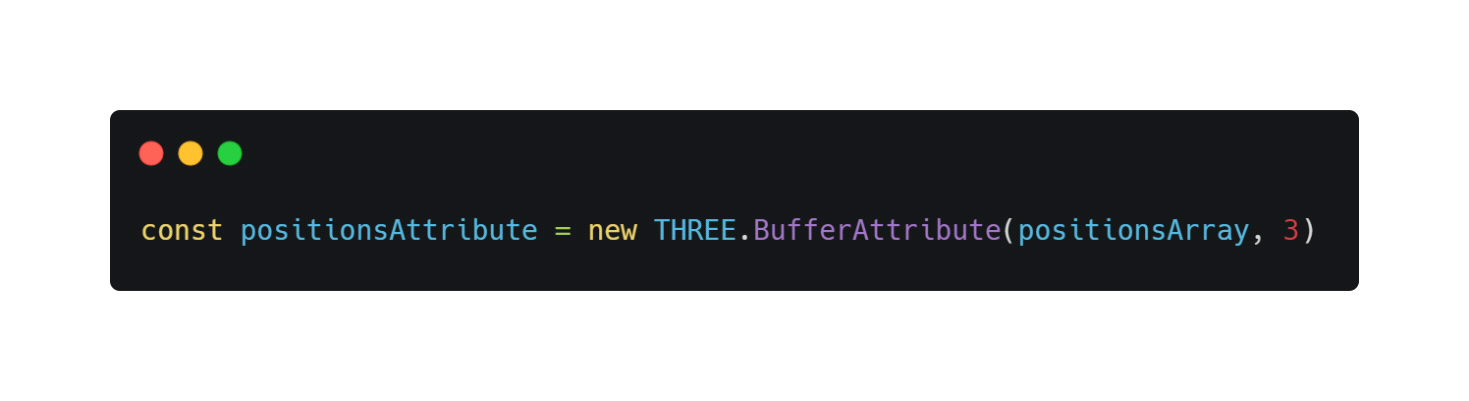 const positionsAttribute = new THREE.BufferAttribute(positionsArray, 3)